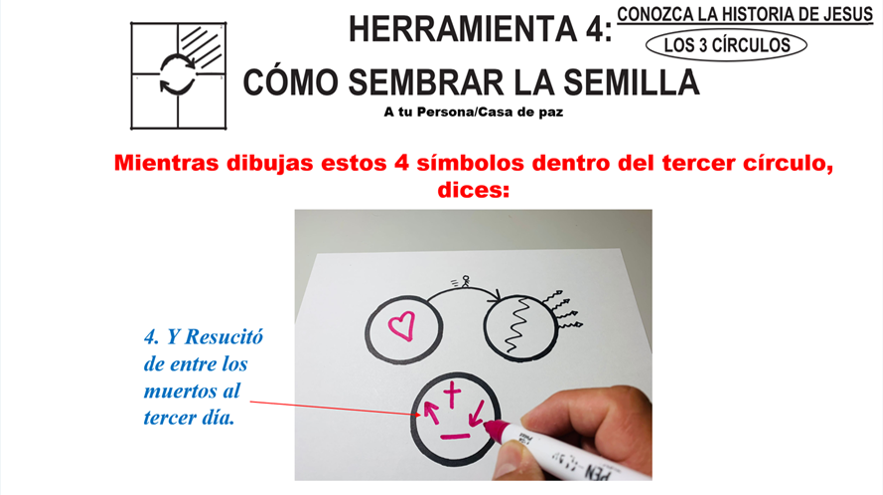 HERRAMIENTA 4:
CONOZCA LA HISTORIA DE JESUS
LOS 3 CÍRCULOS
CÓMO SEMBRAR LA SEMILLA
A tu Persona/Casa de paz
Mientras dibujas estos 4 símbolos dentro del tercer círculo,
dices:
4. Y Resucitó
de entre los
muertos al
tercer día.
PEN